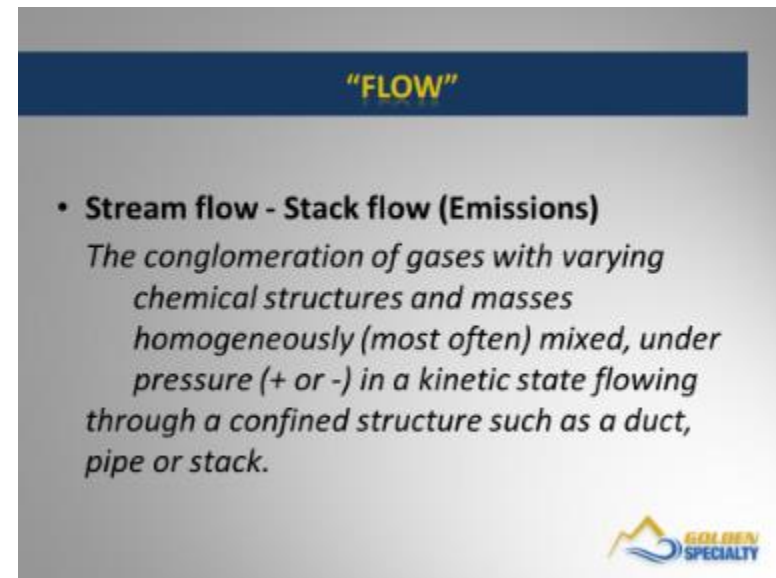 “FLOW”
• Stream flow - Stack flow (Emissions)
The conglomeration of gases with varying
chemical structures and masses
homogeneously (most often) mixed, under
pressure (+ or -) in a kinetic state flowing
through a confined structure such as a duct,
pipe or stack.
GOLDEN
SPECIALTY